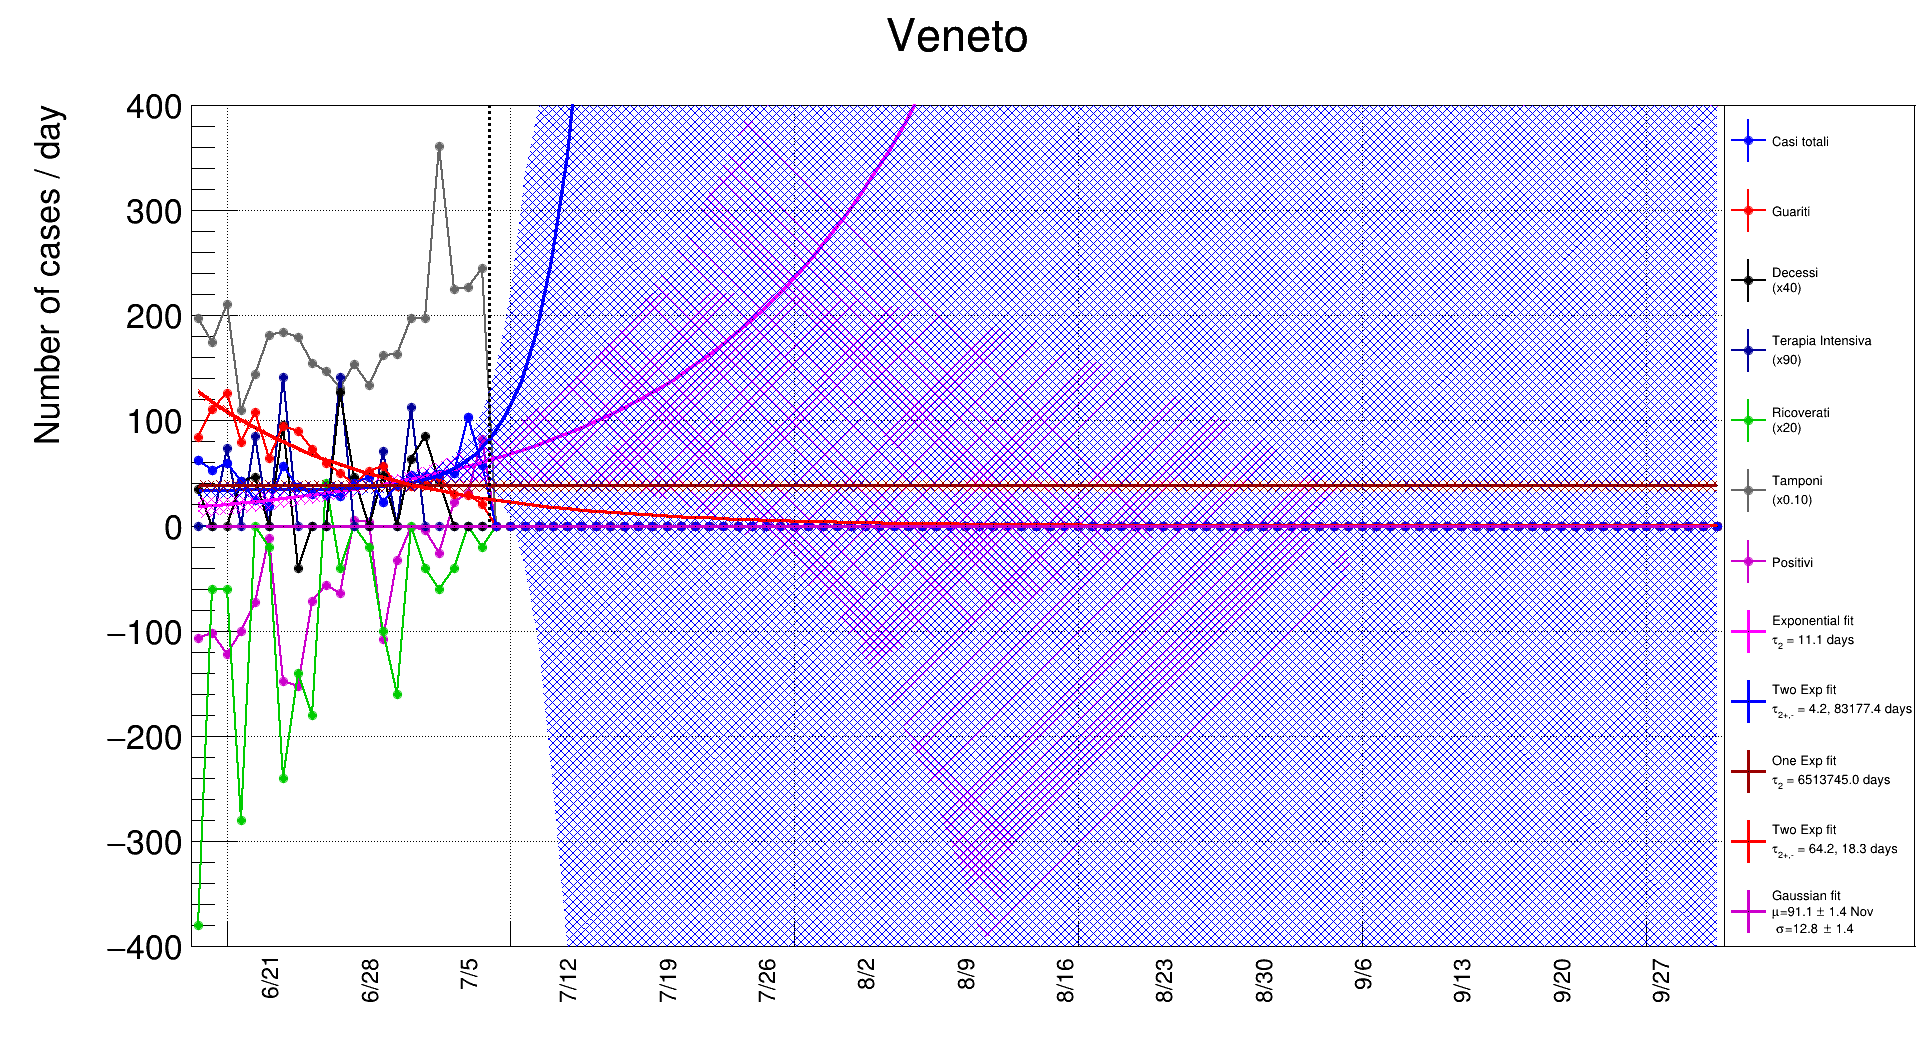 Veneto
Number of cases / day
400
300
200
100
0
−100
−200
−300
−400
6/21
6/28
7/5
7/12
7/19
7/26
8/2
8/9
8/16
8/23
8/30
9/6
9/13
9/20
9/27
Casi totali
Guariti
Decessi
(x40)
Terapia Intensiva
(x90)
Ricoverati
(x20)
Tamponi
(x0.10)
Positivi
Exponential fit
τ2 = 11.1 days
Two Exp fit
τ2+,- = 4.2, 83177.4 days
One Exp fit
τ2 = 6513745.0 days
Two Exp fit
τ2+,- = 64.2, 18.3 days
Gaussian fit
μ=91.1 ± 1.4 Nov
σ=12.8 ± 1.4